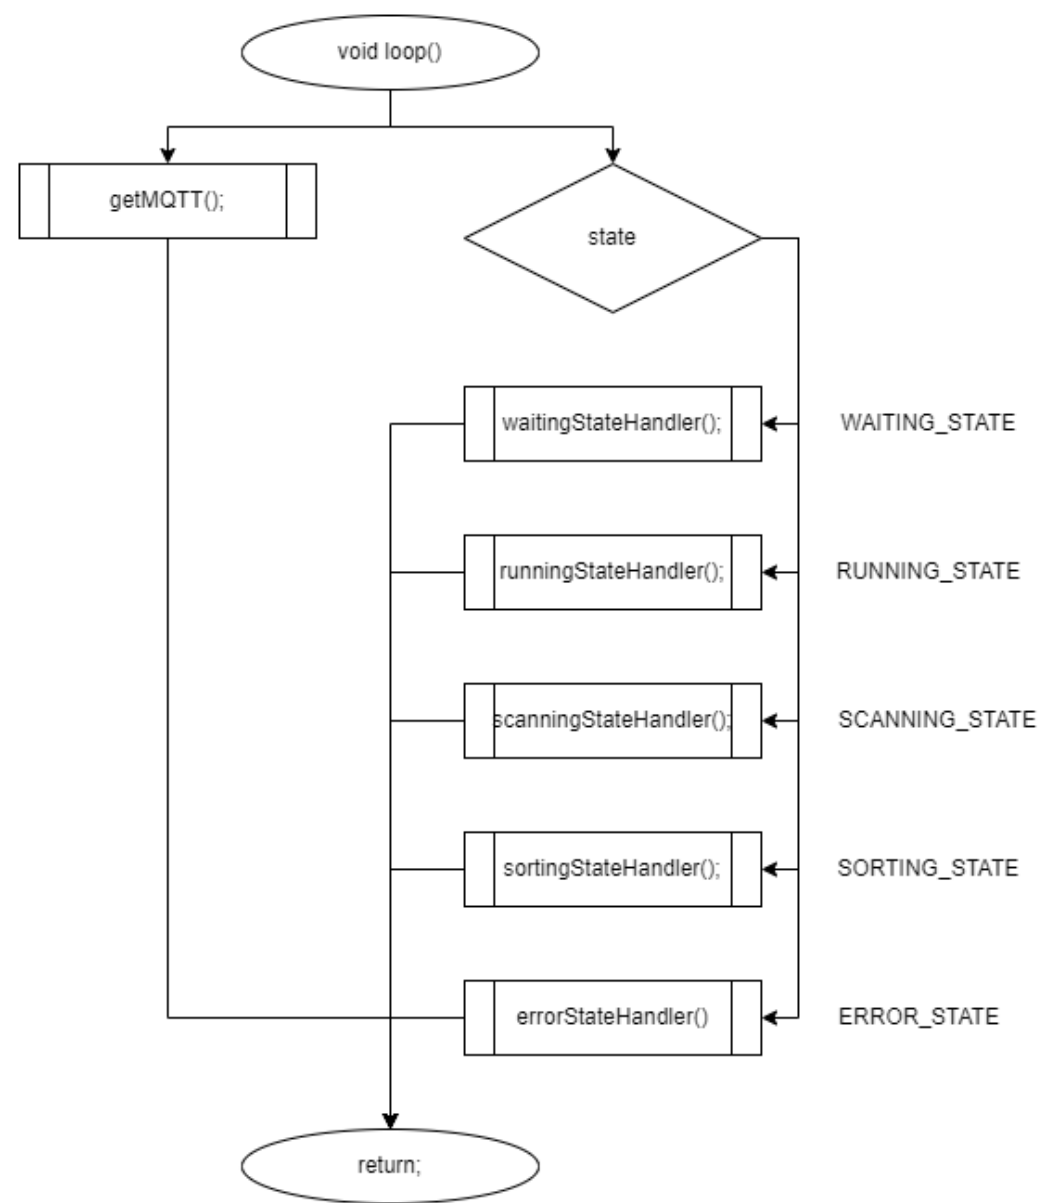 void loop()
getMQTT();
state
waitingStateHandler();
WAITING_STATE
runningStateHandler();
RUNNING_STATE
scanningStateHandler();
SCANNING_STATE
sortingStateHandler();
SORTING_STATE
errorStateHandler()
ERROR_STATE
return;